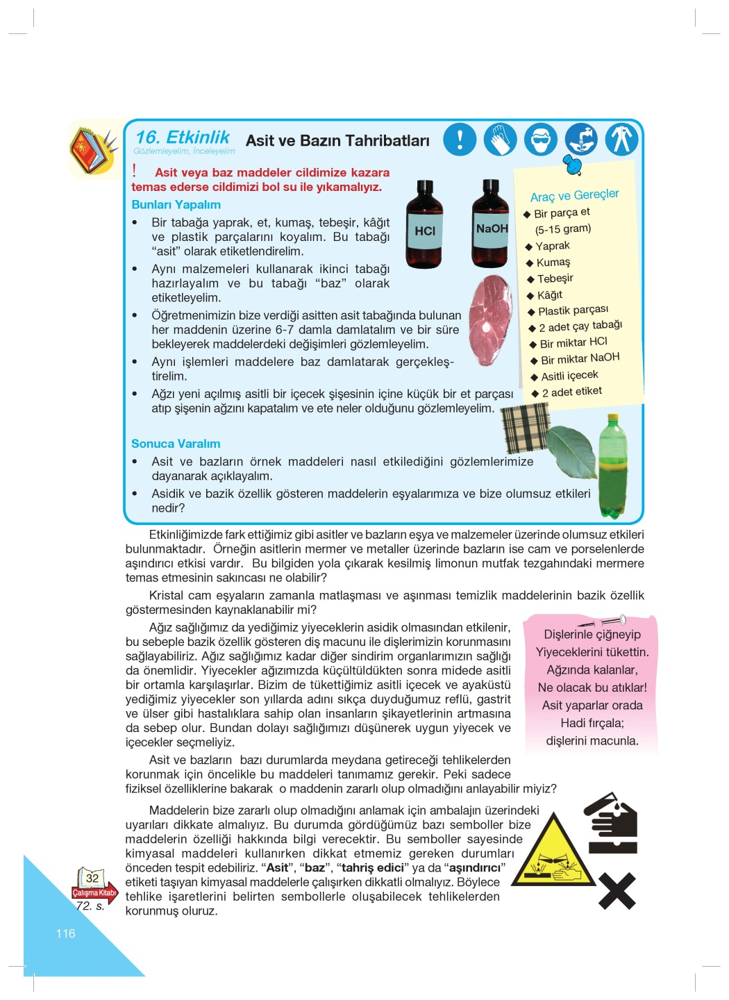 16. Etkinlik
Gözlemleyelim, İnceleyelim
Asit ve Bazın Tahribatları
! Asit veya baz maddeler cildimize kazara
temas ederse cildimizi bol su ile yıkamalıyız.
Bunları Yapalım
• Bir tabağa yaprak, et, kumaş, tebeşir, kâğıt
ve plastik parçalarını koyalım. Bu tabağı
“asit” olarak etiketlendirelim.
• Aynı malzemeleri kullanarak ikinci tabağı
hazırlayalım ve bu tabağı “baz” olarak
etiketleyelim.
• Öğretmenimizin bize verdiği asitten asit tabağında bulunan
her maddenin üzerine 6-7 damla damlatalım ve bir süre
bekleyerek maddelerdeki değişimleri gözlemleyelim.
• Aynı işlemleri maddelere baz damlatarak gerçekleş-
tirelim.
• Ağzı yeni açılmış asitli bir içecek şişesinin içine küçük bir et parçası
atıp şişenin ağzını kapatalım ve ete neler olduğunu gözlemleyelim.
HCl
NaOH
Araç ve Gereçler
◆ Bir parça et
(5-15 gram)
◆ Yaprak
◆ Kumaş
◆ Tebeşir
◆ Kâğıt
◆ Plastik parçası
◆ 2 adet çay tabağı
◆ Bir miktar HCl
◆ Bir miktar NaOH
◆ Asitli içecek
◆ 2 adet etiket
Sonuca Varalım
• Asit ve bazların örnek maddeleri nasıl etkilediğini gözlemlerimize
dayanarak açıklayalım.
• Asidik ve bazik özellik gösteren maddelerin eşyalarımıza ve bize olumsuz etkileri
nedir?
Etkinliğimizde fark ettiğimiz gibi asitler ve bazların eşya ve malzemeler üzerinde olumsuz etkileri
bulunmaktadır. Örneğin asitlerin mermer ve metaller üzerinde bazların ise cam ve porselenlerde
aşındırıcı etkisi vardır. Bu bilgiden yola çıkarak kesilmiş limonun mutfak tezgahındaki mermere
temas etmesinin sakıncası ne olabilir?
Kristal cam eşyaların zamanla matlaşması ve aşınması temizlik maddelerinin bazik özellik
göstermesinden kaynaklanabilir mi?
Ağız sağlığımız da yediğimiz yiyeceklerin asidik olmasından etkilenir,
bu sebeple bazik özellik gösteren diş macunu ile dişlerimizin korunmasını
sağlayabiliriz. Ağız sağlığımız kadar diğer sindirim organlarımızın sağlığı
da önemlidir. Yiyecekler ağızımızda küçültüldükten sonra midede asitli
bir ortamla karşılaşırlar. Bizim de tükettiğimiz asitli içecek ve ayaküstü
yediğimiz yiyecekler son yıllarda adını sıkça duyduğumuz reflü, gastrit
ve ülser gibi hastalıklara sahip olan insanların şikayetlerinin artmasına
da sebep olur. Bundan dolayı sağlığımızı düşünerek uygun yiyecek ve
içecekler seçmeliyiz.
Dişlerinle çiğneyip
Yiyeceklerini tükettin.
Ağzında kalanlar,
Ne olacak bu atıklar!
Asit yaparlar orada
Hadi fırçala;
dişlerini macunla.
Asit ve bazların bazı durumlarda meydana getireceği tehlikelerden
korunmak için öncelikle bu maddeleri tanımamız gerekir. Peki sadece
fiziksel özelliklerine bakarak o maddenin zararlı olup olmadığını anlayabilir miyiz?
Maddelerin bize zararlı olup olmadığını anlamak için ambalajın üzerindeki
uyarıları dikkate almalıyız. Bu durumda gördüğümüz bazı semboller bize
maddelerin özelliği hakkında bilgi verecektir. Bu semboller sayesinde
kimyasal maddeleri kullanırken dikkat etmemiz gereken durumları
önceden tespit edebiliriz. “Asit”, “baz”, “tahriş edici” ya da “aşındırıcı”
etiketi taşıyan kimyasal maddelerle çalışırken dikkatli olmalıyız. Böylece
tehlike işaretlerini belirten sembollerle oluşabilecek tehlikelerden
korunmuş oluruz.
32
Çalışma Kitabı
72. s.
116